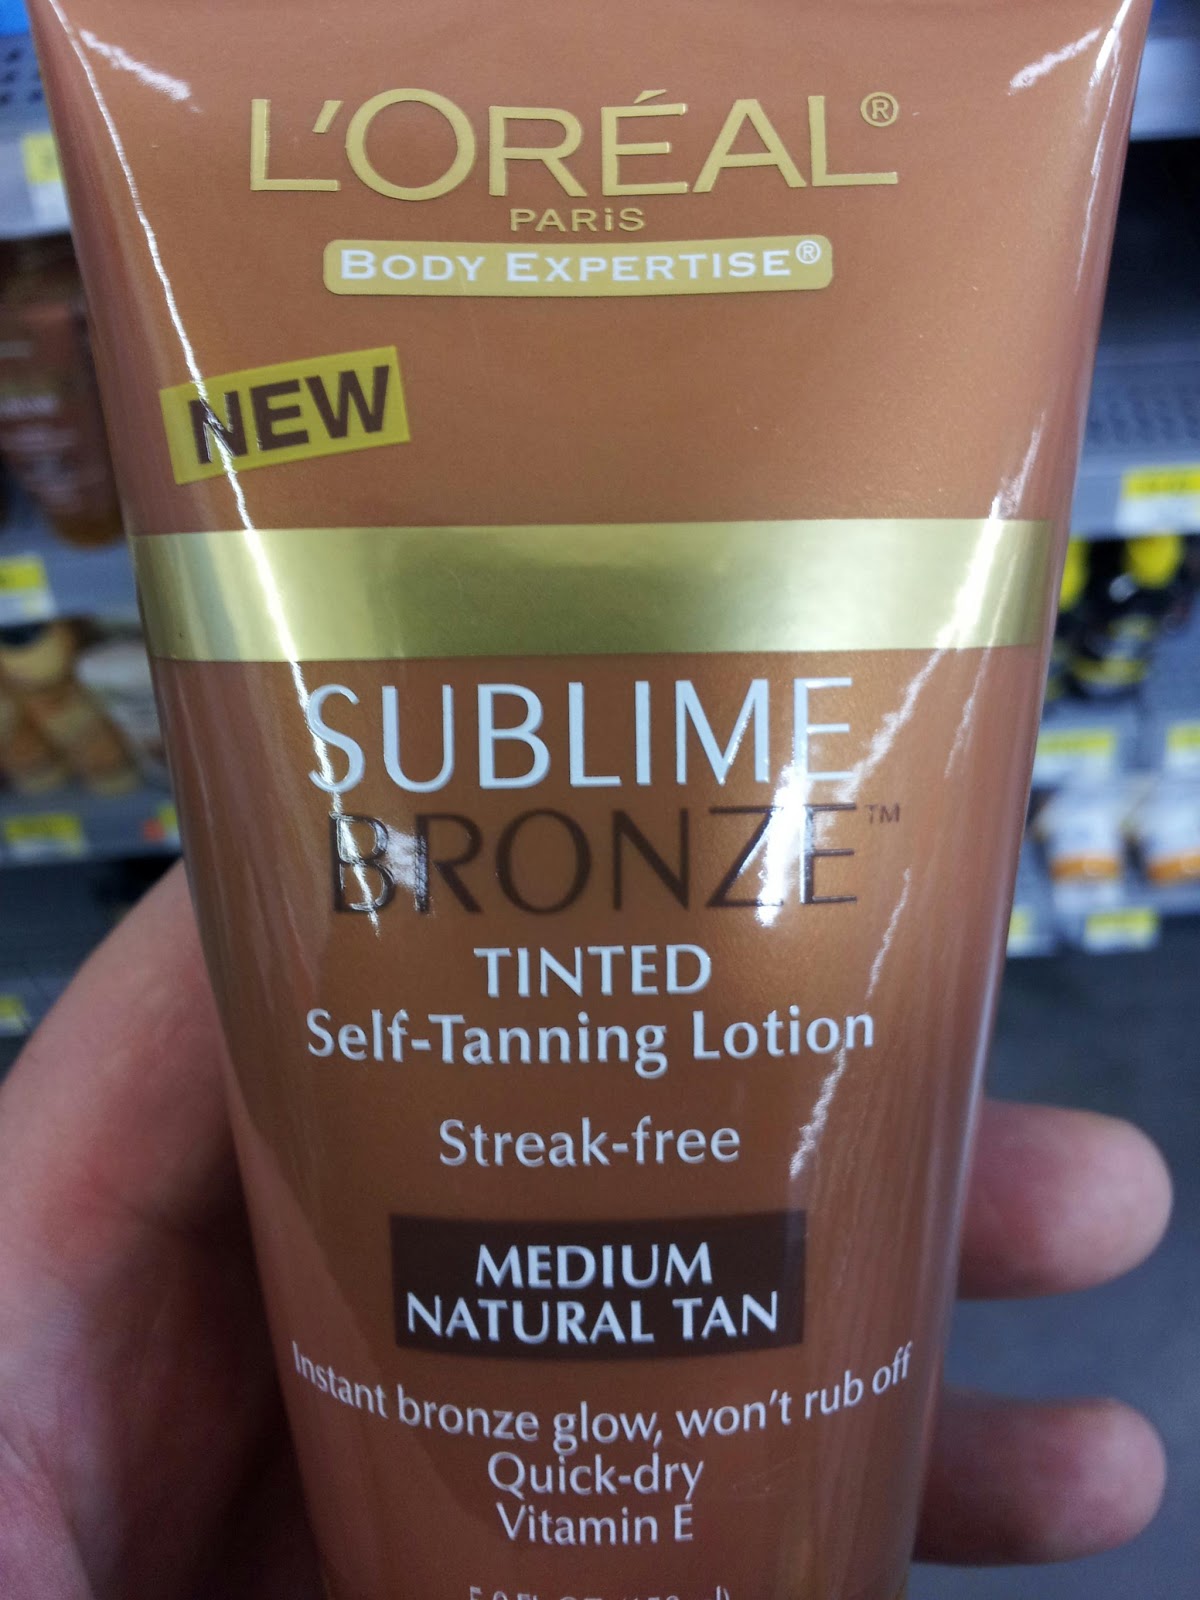 L'ORÉAL®
PARiS
BODY EXPERTISE®
NEW
SUBLIME
BRONZE™
TINTED
Self-Tanning Lotion
Streak-free
MEDIUM
NATURAL TAN
Instant bronze glow, won't rub off
Quick-dry
Vitamin E